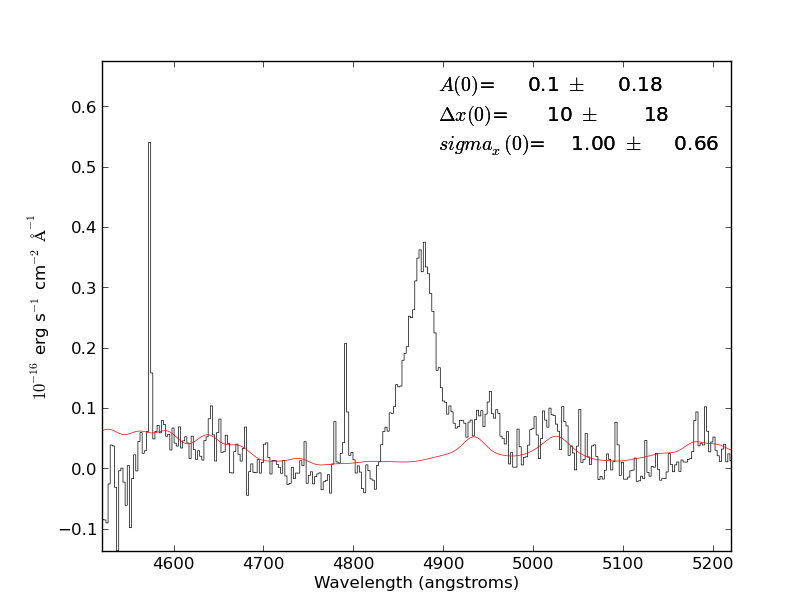 A(0)= 0.1 ± 0.18
Δx(0)= 10 ± 18
sigmaₓ(0)= 1.00 ± 0.66
10⁻¹⁶ erg s⁻¹ cm⁻² Å⁻¹
0.6
0.5
0.4
0.3
0.2
0.1
0.0
−0.1
4600 4700 4800 4900 5000 5100 5200
Wavelength (angstroms)